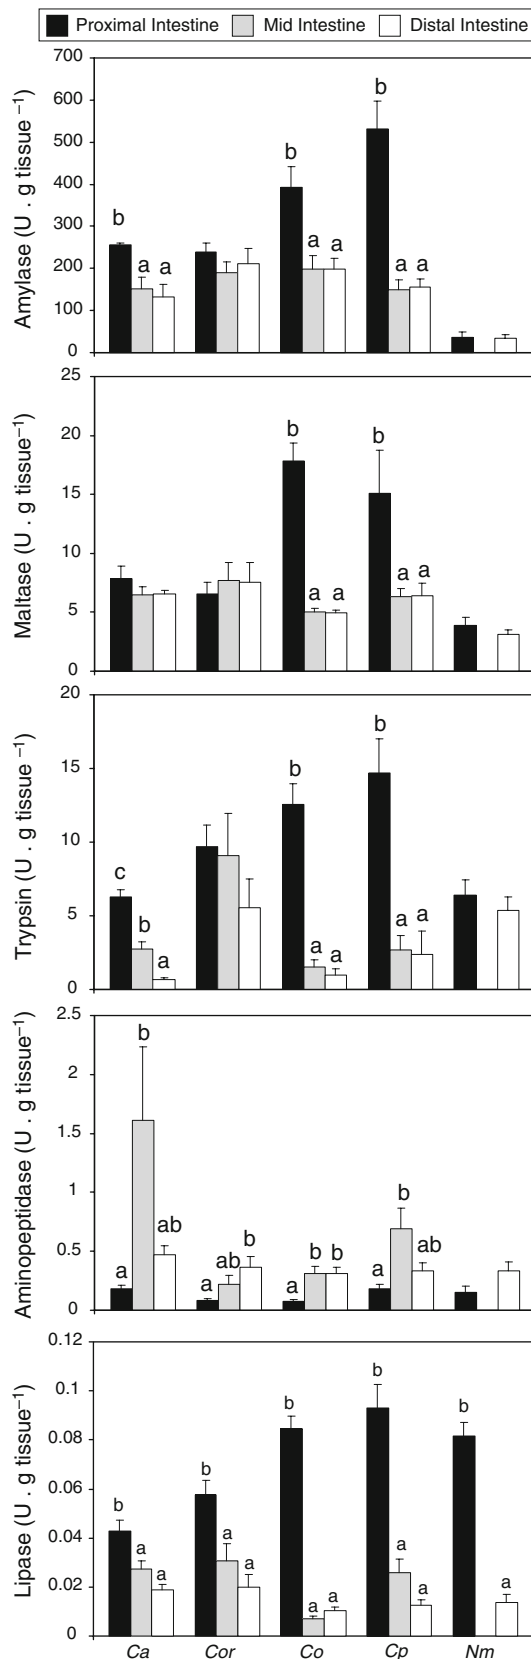 Proximal Intestine Mid Intestine Distal Intestine
Amylase (U . g tissue⁻¹)
700
600
500
400
300
200
100
0
b
a
a
b
a
a
b
a
a
Maltase (U . g tissue⁻¹)
25
20
15
10
5
0
b
a
a
b
a
a
Trypsin (U . g tissue⁻¹)
20
15
10
5
0
c
b
a
b
a
a
b
a
a
Aminopeptidase (U . g tissue⁻¹)
2.5
2
1.5
1
0.5
0
a
b
ab
a
ab
b
a
b
b
a
b
ab
Lipase (U . g tissue⁻¹)
0.12
0.1
0.08
0.06
0.04
0.02
0
b
a
a
b
a
a
b
a
a
b
a
a
b
a
Ca Cor Co Cp Nm